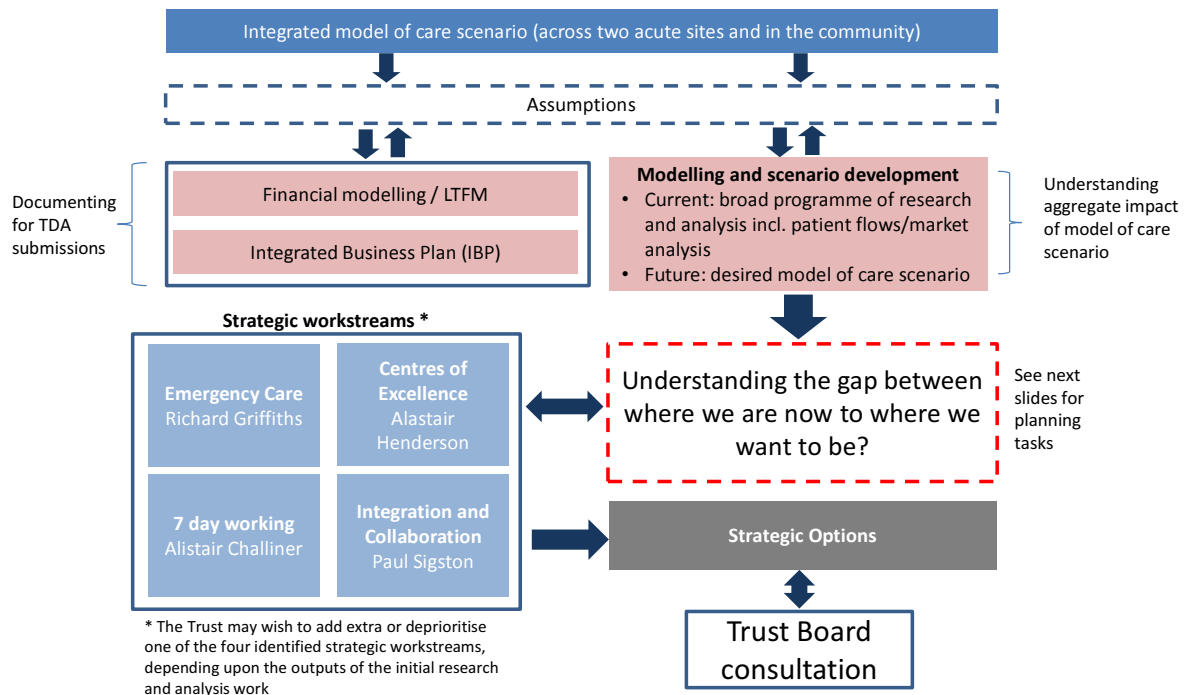 Integrated model of care scenario (across two acute sites and in the community)
Assumptions
Documenting
for TDA
submissions
Financial modelling / LTFM
Integrated Business Plan (IBP)
Modelling and scenario development
• Current: broad programme of research
and analysis incl. patient flows/market
analysis
• Future: desired model of care scenario
Understanding
aggregate impact
of model of care
scenario
Strategic workstreams *
Emergency Care
Richard Griffiths
Centres of
Excellence
Alastair
Henderson
7 day working
Alistair Challiner
Integration and
Collaboration
Paul Sigston
Understanding the gap between
where we are now to where we
want to be?
See next
slides for
planning
tasks
Strategic Options
Trust Board
consultation
* The Trust may wish to add extra or deprioritise
one of the four identified strategic workstreams,
depending upon the outputs of the initial research
and analysis work